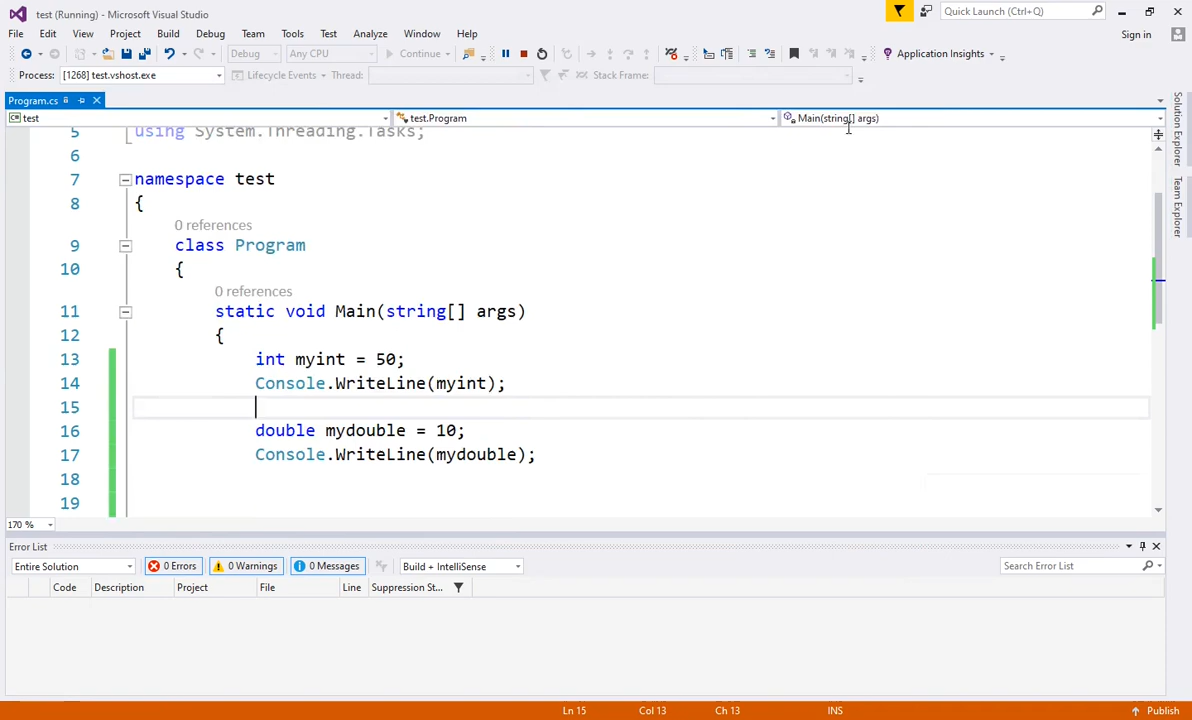 test (Running) - Microsoft Visual Studio
Quick Launch (Ctrl+Q)
File Edit View Project Build Debug Team Tools Test Analyze Window Help
Sign in
Debug Any CPU Continue Application Insights
Process: [1268] test.vshost.exe Lifecycle Events Thread: Stack Frame:
Program.cs
test test.Program Main(string[] args)
5 using System.Threading.Tasks;
6
7 namespace test
8 {
0 references
9 class Program
10 {
0 references
11 static void Main(string[] args)
12 {
13 int myint = 50;
14 Console.WriteLine(myint);
15
16 double mydouble = 10;
17 Console.WriteLine(mydouble);
18
19
170 %
Solution Explorer
Team Explorer
Error List
Entire Solution 0 Errors 0 Warnings 0 Messages Build + IntelliSense Search Error List
Code Description Project File Line Suppression St...
Ln 15 Col 13 Ch 13 INS Publish